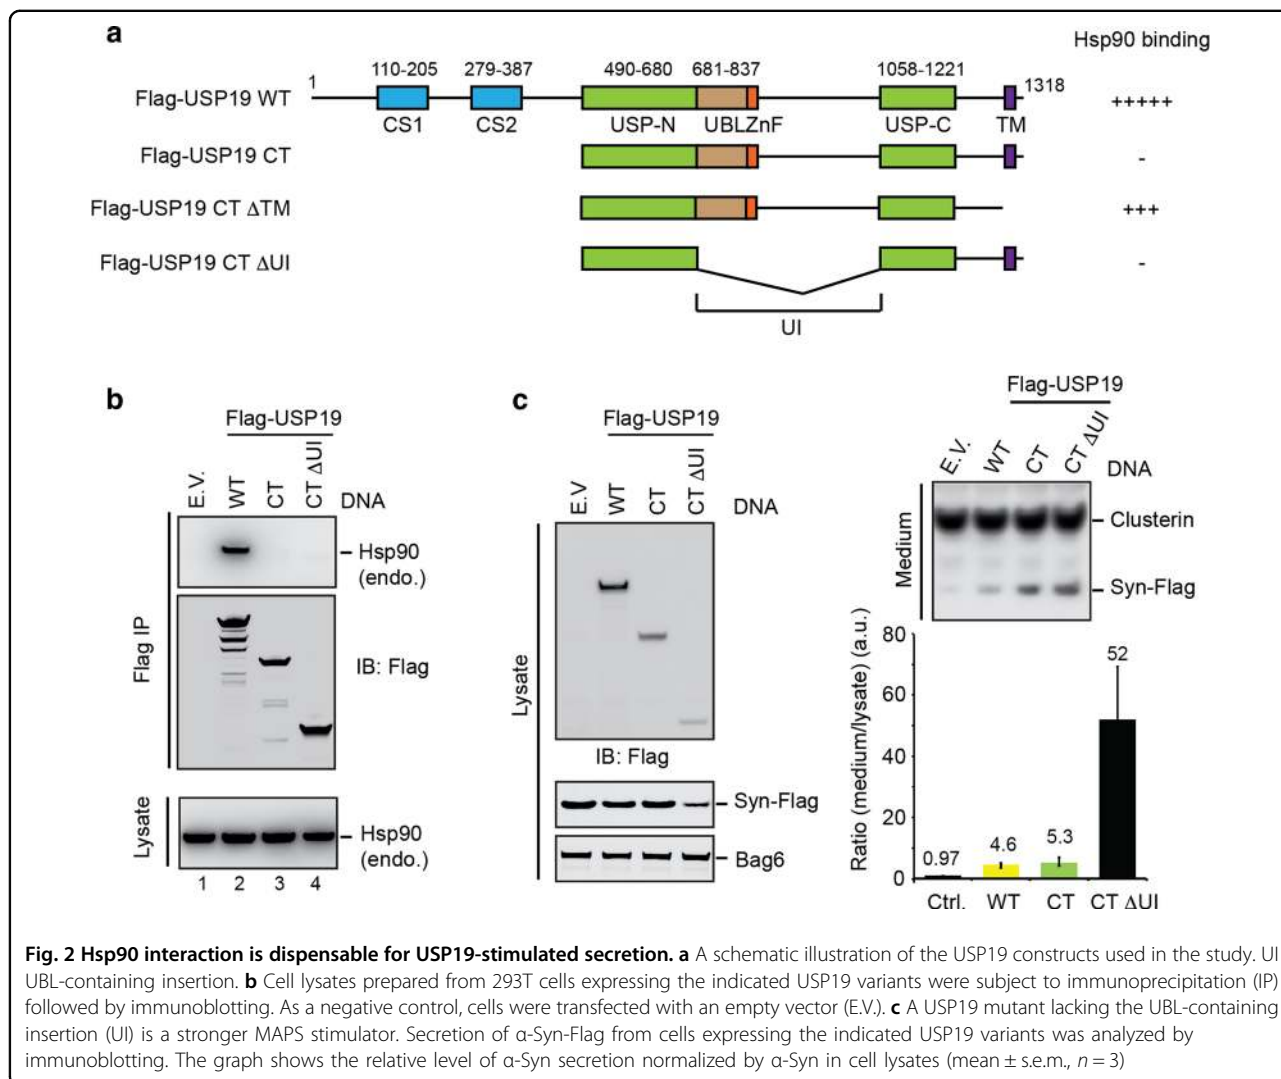 a
Hsp90 binding
1
110-205
279-387
490-680
681-837
1058-1221
1318
Flag-USP19 WT
+++++
CS1
CS2
USP-N
UBLZnF
USP-C
TM
Flag-USP19 CT
-
Flag-USP19 CT ΔTM
+++
Flag-USP19 CT ΔUI
-
UI
b
Flag-USP19
E.V.
WT
CT
CT ΔUI
DNA
Flag IP
Hsp90
(endo.)
IB: Flag
Lysate
Hsp90
(endo.)
1 2 3 4
c
Flag-USP19
E.V
WT
CT
CT ΔUI
DNA
Lysate
IB: Flag
Syn-Flag
Bag6
Flag-USP19
E.V.
WT
CT
CT ΔUI
DNA
Medium
Clusterin
Syn-Flag
Ratio (medium/lysate) (a.u.)
80
60
40
20
0
0.97
4.6
5.3
52
Ctrl.
WT
CT
CT ΔUI
Fig. 2 Hsp90 interaction is dispensable for USP19-stimulated secretion. a A schematic illustration of the USP19 constructs used in the study. UI
UBL-containing insertion. b Cell lysates prepared from 293T cells expressing the indicated USP19 variants were subject to immunoprecipitation (IP)
followed by immunoblotting. As a negative control, cells were transfected with an empty vector (E.V.). c A USP19 mutant lacking the UBL-containing
insertion (UI) is a stronger MAPS stimulator. Secretion of α-Syn-Flag from cells expressing the indicated USP19 variants was analyzed by
immunoblotting. The graph shows the relative level of α-Syn secretion normalized by α-Syn in cell lysates (mean ± s.e.m., n = 3)